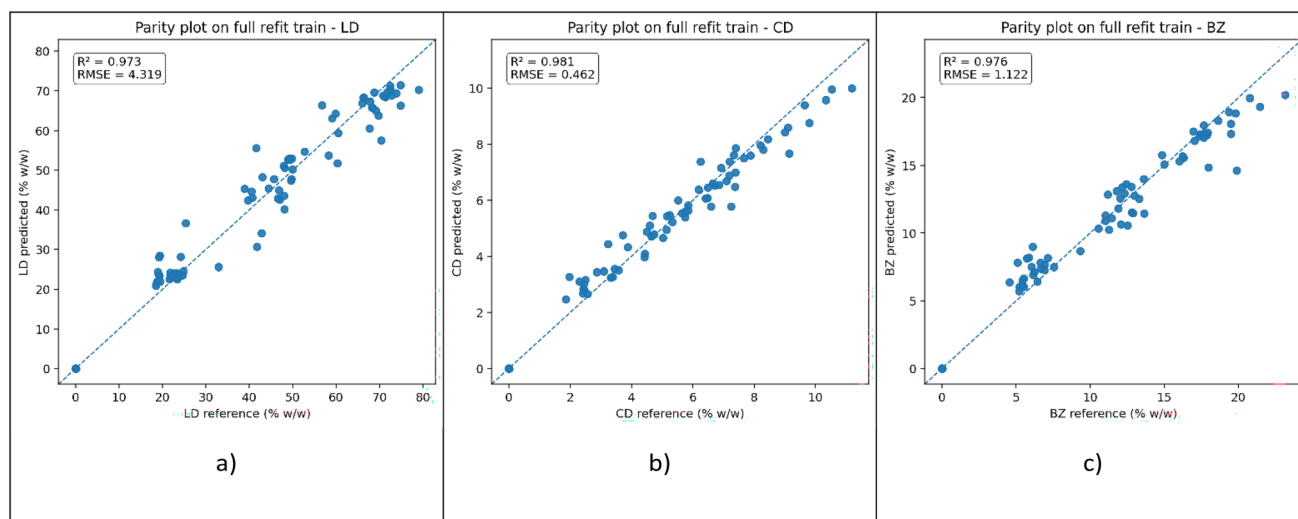 Parity plot on full refit train - LD
R² = 0.973
RMSE = 4.319
LD predicted (% w/w)
80
70
60
50
40
30
20
10
0
0 10 20 30 40 50 60 70 80
LD reference (% w/w)
a)
Parity plot on full refit train - CD
R² = 0.981
RMSE = 0.462
CD predicted (% w/w)
10
8
6
4
2
0
0 2 4 6 8 10
CD reference (% w/w)
b)
Parity plot on full refit train - BZ
R² = 0.976
RMSE = 1.122
BZ predicted (% w/w)
20
15
10
5
0
0 5 10 15 20
BZ reference (% w/w)
c)